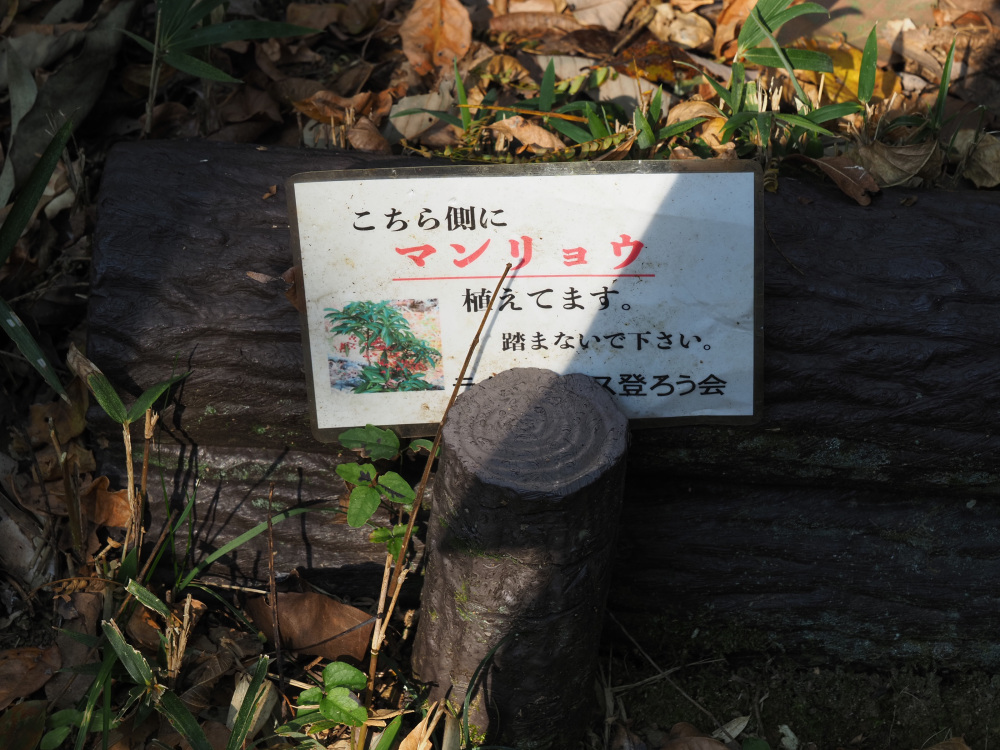 こちら側に
マンリョウ
植えてます。
踏まないで下さい。
ス登ろう会